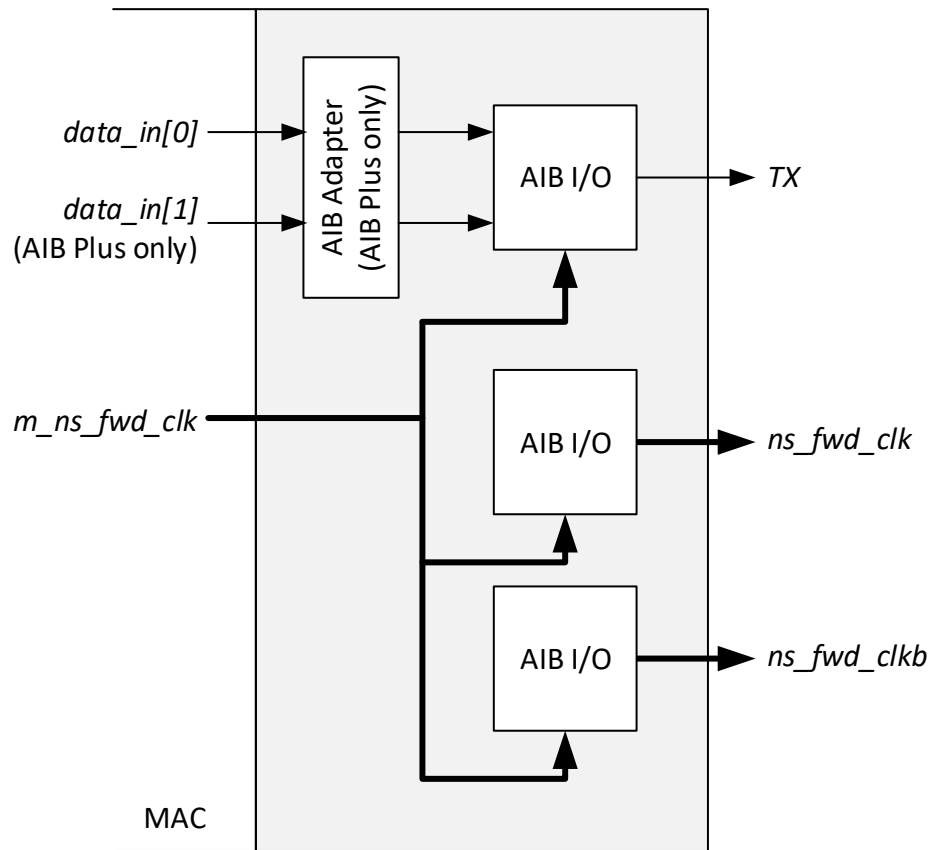 data_in[0]
data_in[1]
(AIB Plus only)
AIB Adapter
(AIB Plus only)
AIB I/O
TX
m_ns_fwd_clk
AIB I/O
ns_fwd_clk
AIB I/O
ns_fwd_clkb
MAC